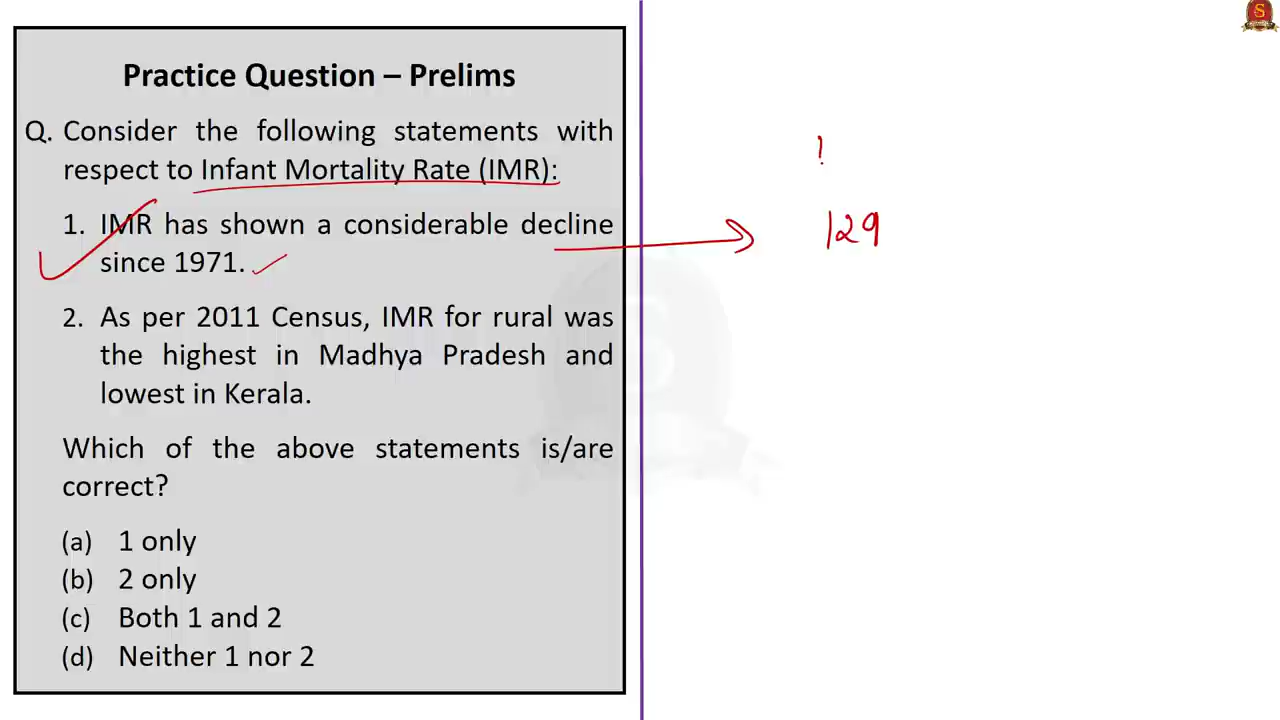 Practice Question – Prelims
Q. Consider the following statements with
respect to Infant Mortality Rate (IMR):
1. IMR has shown a considerable decline
since 1971.
2. As per 2011 Census, IMR for rural was
the highest in Madhya Pradesh and
lowest in Kerala.
Which of the above statements is/are
correct?
(a) 1 only
(b) 2 only
(c) Both 1 and 2
(d) Neither 1 nor 2
129